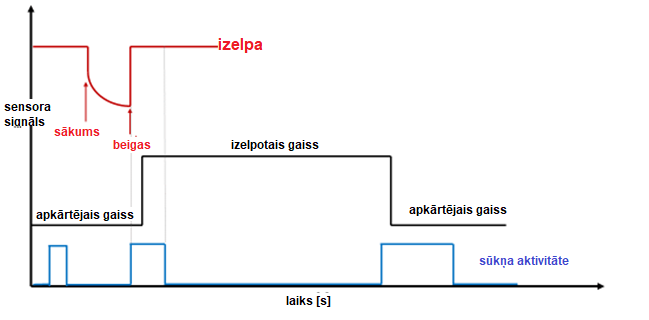 izelpa
sensora
signāls
sākums
beigas
izelpotais gaiss
apkārtējais gaiss
apkārtējais gaiss
sūkņa aktivitāte
laiks [s]